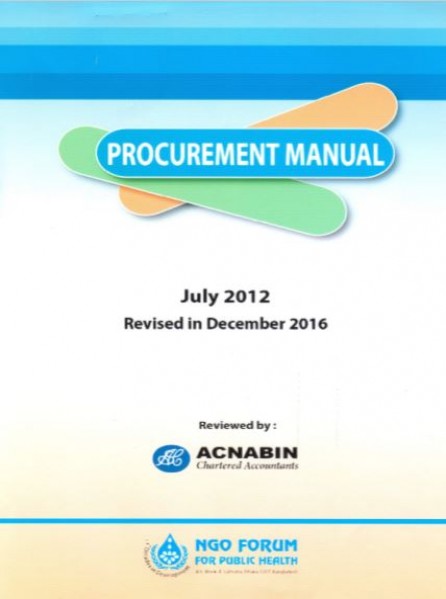 PROCUREMENT MANUAL
July 2012
Revised in December 2016
Reviewed by :
ACNABIN
Chartered Accountants
NGO FORUM
FOR PUBLIC HEALTH